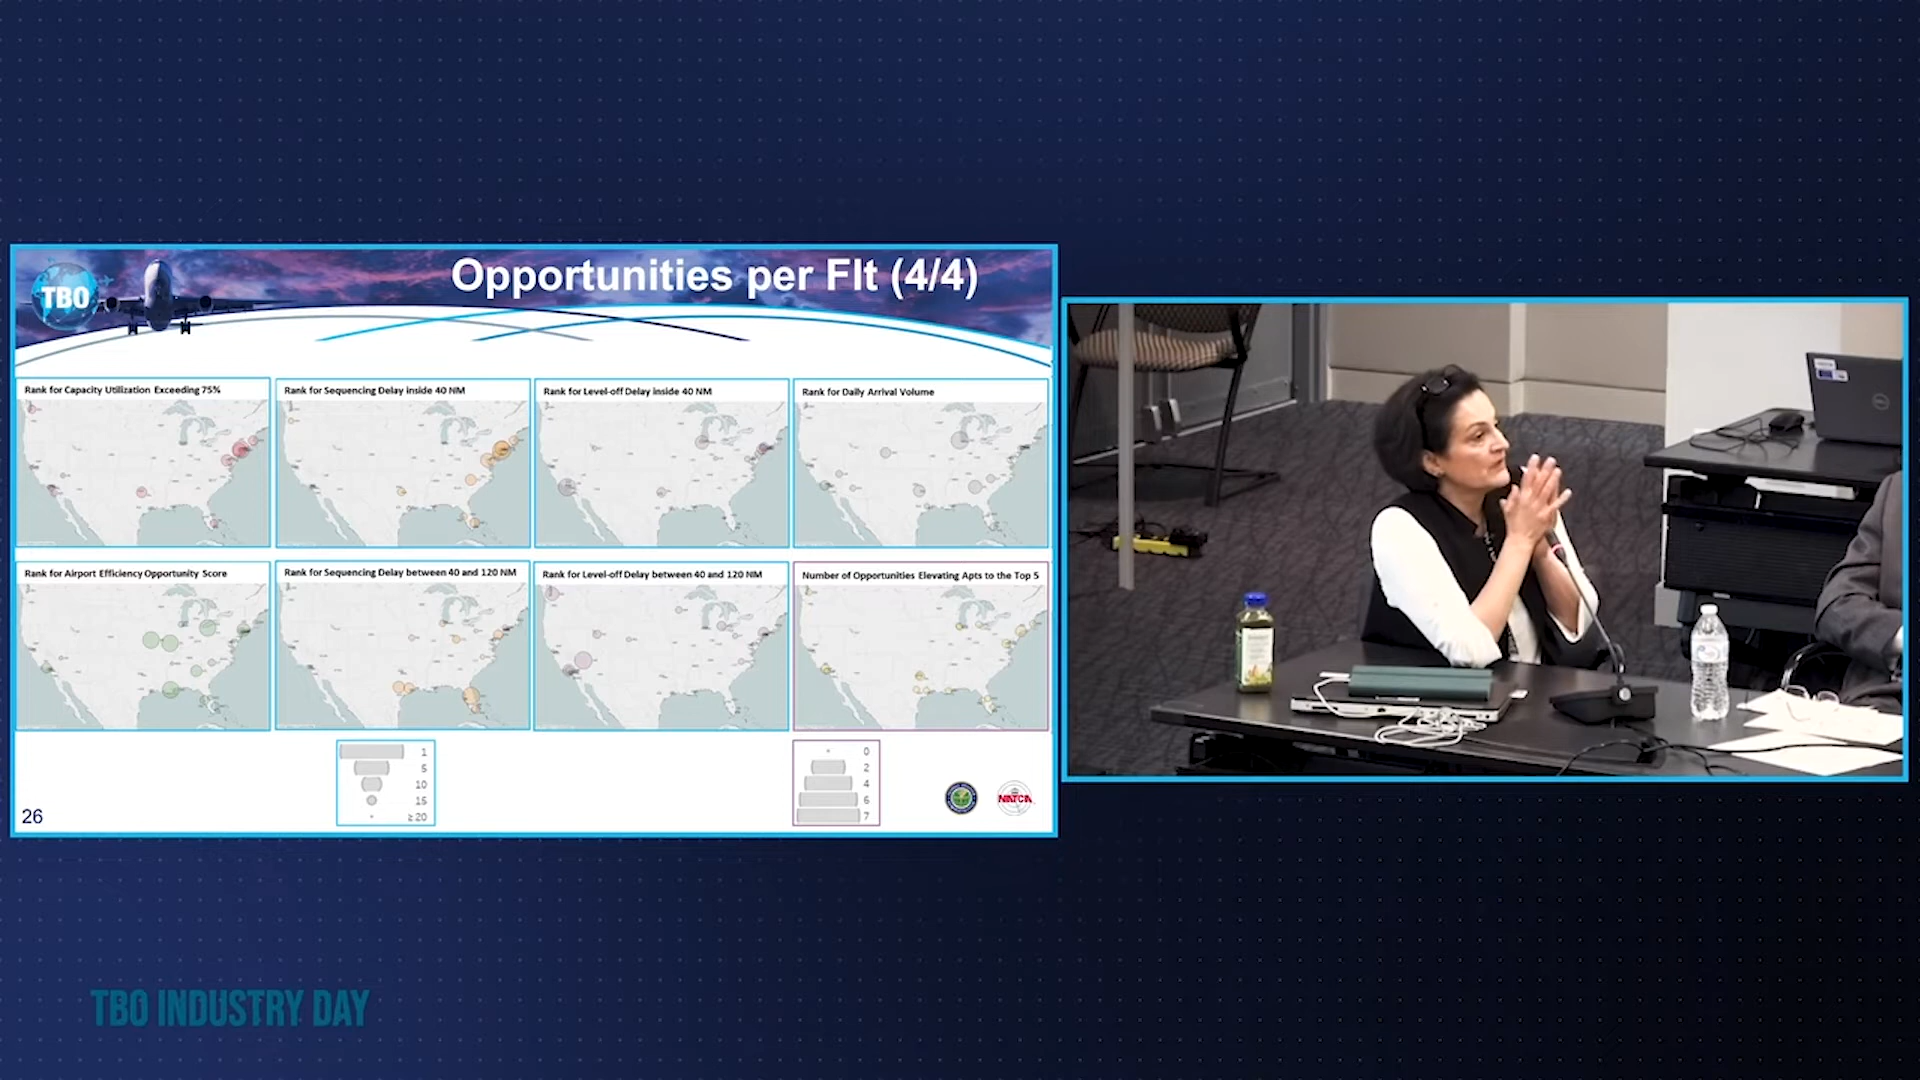 Opportunities per Flt (4/4)
TBO
Rank for Capacity Utilization Exceeding 75%
Rank for Sequencing Delay inside 40 NM
Rank for Level-off Delay inside 40 NM
Rank for Daily Arrival Volume
Rank for Airport Efficiency Opportunity Score
Rank for Sequencing Delay between 40 and 120 NM
Rank for Level-off Delay between 40 and 120 NM
Number of Opportunities Elevating Apts to the Top 5
1
5
10
15
≥20
0
2
4
6
7
NATCA
26
TBO INDUSTRY DAY